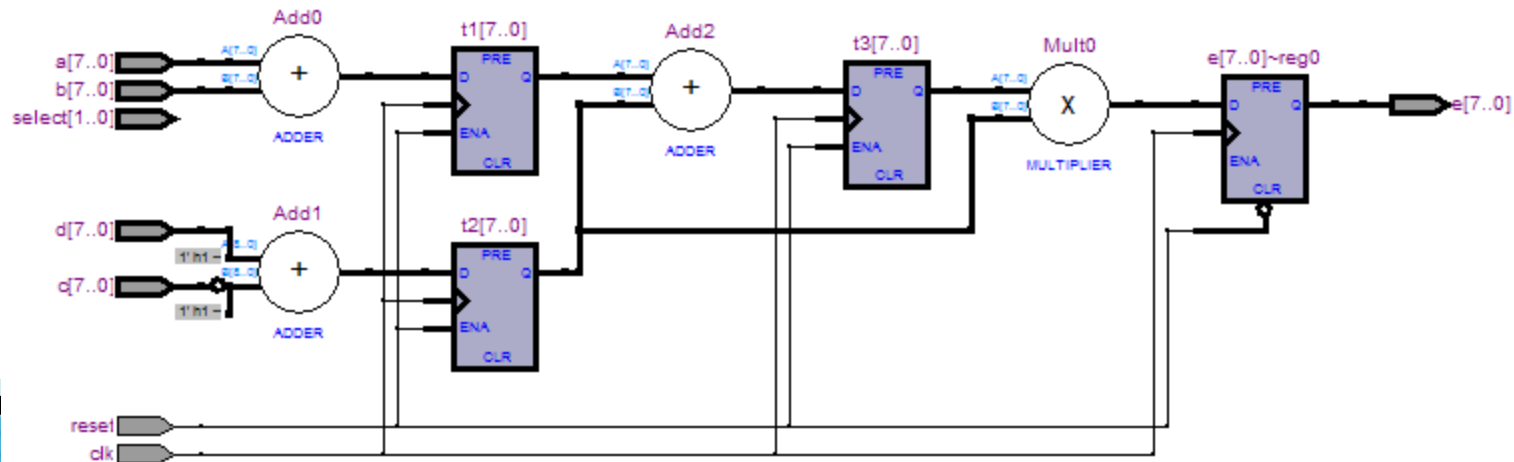 Add0
a[7..0]
b[7..0]
select[1..0]
A[7..0]
B[7..0]
+
ADDER
t1[7..0]
PRE
D
Q
ENA
CLR
Add2
A[7..0]
B[7..0]
+
ADDER
t3[7..0]
PRE
D
Q
ENA
CLR
Mult0
A[7..0]
B[7..0]
X
MULTIPLIER
e[7..0]~reg0
PRE
D
Q
ENA
CLR
e[7..0]
Add1
d[7..0]
A[8..0]
1' h1 --
B[8..0]
c[7..0]
1' h1 --
+
ADDER
t2[7..0]
PRE
D
Q
ENA
CLR
reset
clk